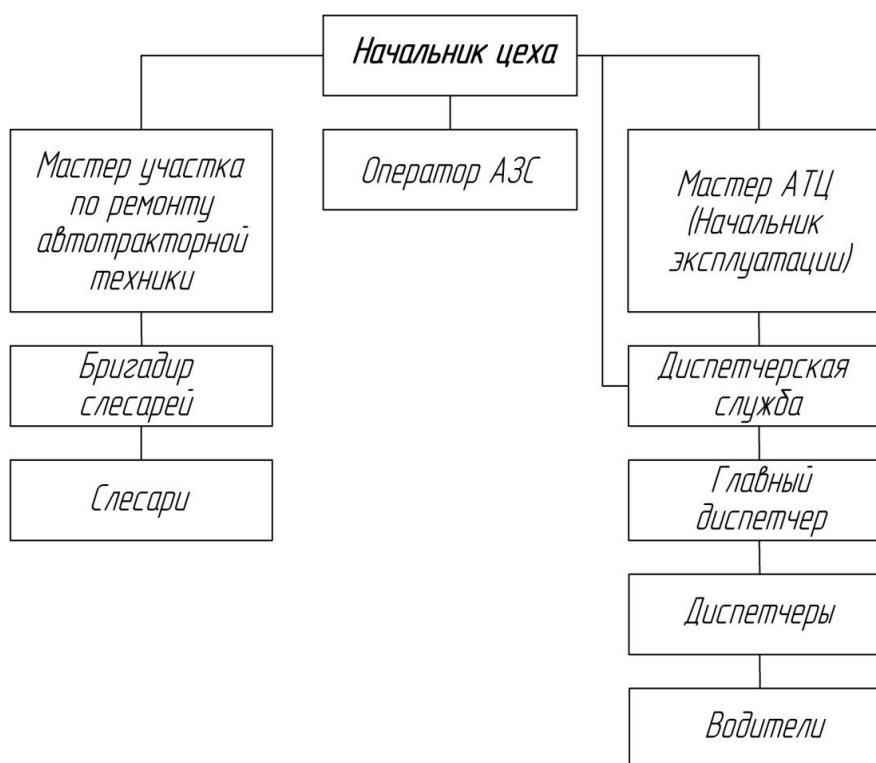 Начальник цеха
Мастер участка
по ремонту
автотракторной
техники
Оператор АЗС
Мастер АТЦ
(Начальник
эксплуатации)
Бригадир
слесарей
Диспетчерская
служба
Слесари
Главный
диспетчер
Диспетчеры
Водители